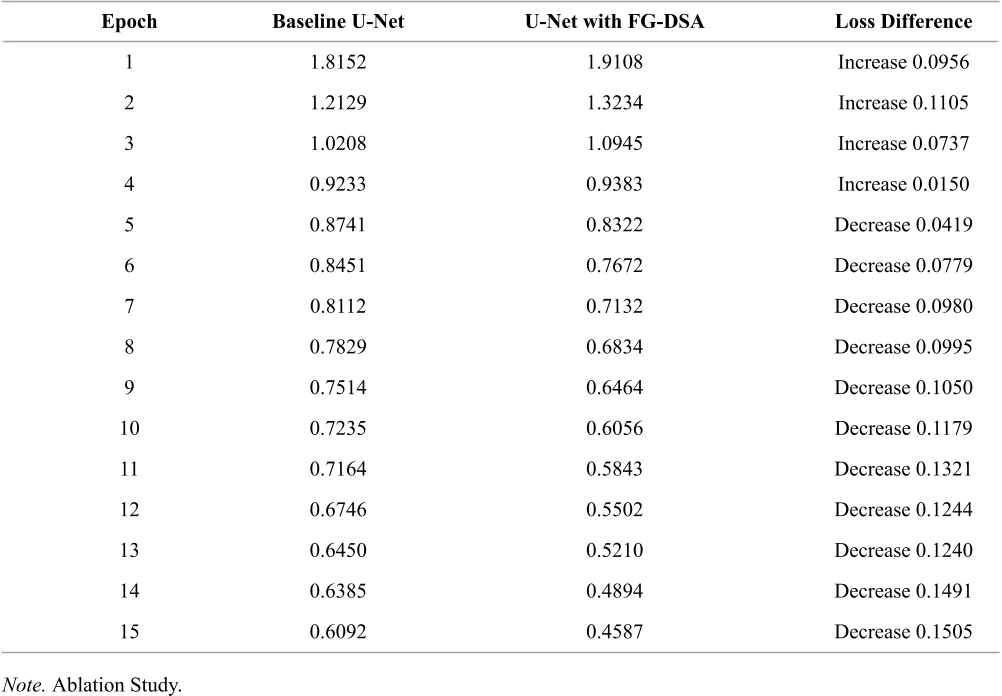 Epoch Baseline U-Net U-Net with FG-DSA Loss Difference
1 1.8152 1.9108 Increase 0.0956
2 1.2129 1.3234 Increase 0.1105
3 1.0208 1.0945 Increase 0.0737
4 0.9233 0.9383 Increase 0.0150
5 0.8741 0.8322 Decrease 0.0419
6 0.8451 0.7672 Decrease 0.0779
7 0.8112 0.7132 Decrease 0.0980
8 0.7829 0.6834 Decrease 0.0995
9 0.7514 0.6464 Decrease 0.1050
10 0.7235 0.6056 Decrease 0.1179
11 0.7164 0.5843 Decrease 0.1321
12 0.6746 0.5502 Decrease 0.1244
13 0.6450 0.5210 Decrease 0.1240
14 0.6385 0.4894 Decrease 0.1491
15 0.6092 0.4587 Decrease 0.1505
Note. Ablation Study.